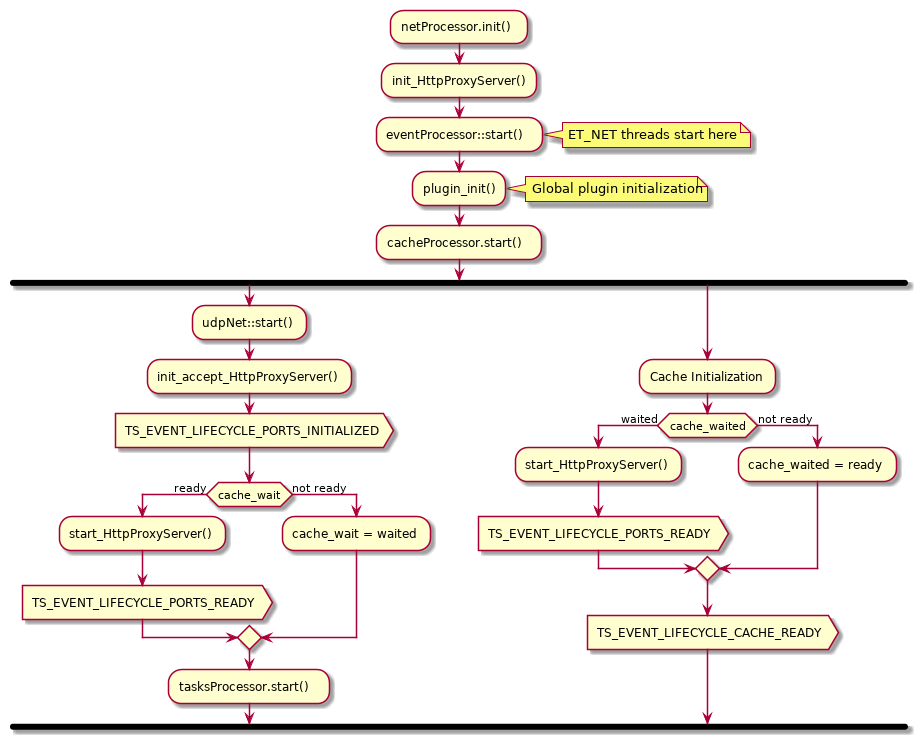 netProcessor.init()
init_HttpProxyServer()
eventProcessor::start()
ET_NET threads start here
plugin_init()
Global plugin initialization
cacheProcessor.start()
udpNet::start()
init_accept_HttpProxyServer()
TS_EVENT_LIFECYCLE_PORTS_INITIALIZED
ready
cache_wait
not ready
start_HttpProxyServer()
cache_wait = waited
TS_EVENT_LIFECYCLE_PORTS_READY
tasksProcessor.start()
Cache Initialization
waited
cache_waited
not ready
start_HttpProxyServer()
cache_waited = ready
TS_EVENT_LIFECYCLE_PORTS_READY
TS_EVENT_LIFECYCLE_CACHE_READY